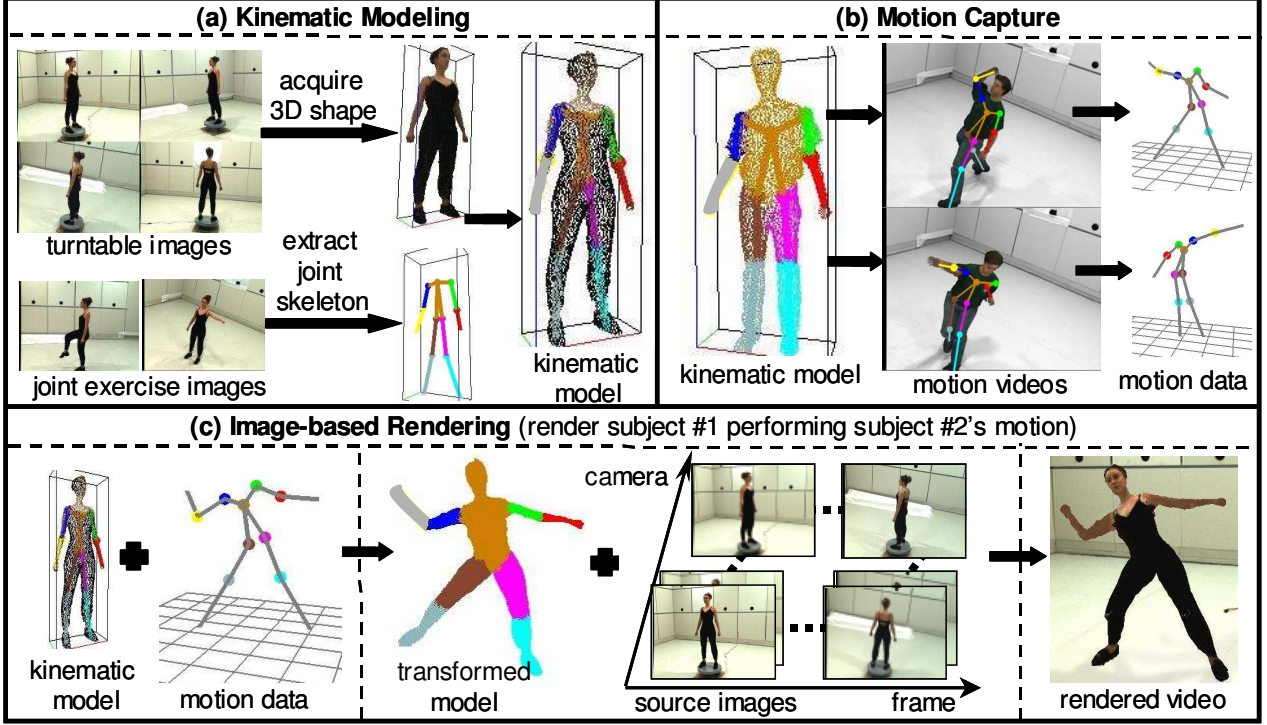 (a) Kinematic Modeling
acquire
3D shape
turntable images
extract
joint
skeleton
joint exercise images
kinematic
model
(b) Motion Capture
kinematic model
motion videos
motion data
(c) Image-based Rendering (render subject #1 performing subject #2's motion)
kinematic
model
motion data
transformed
model
camera
source images
frame
rendered video